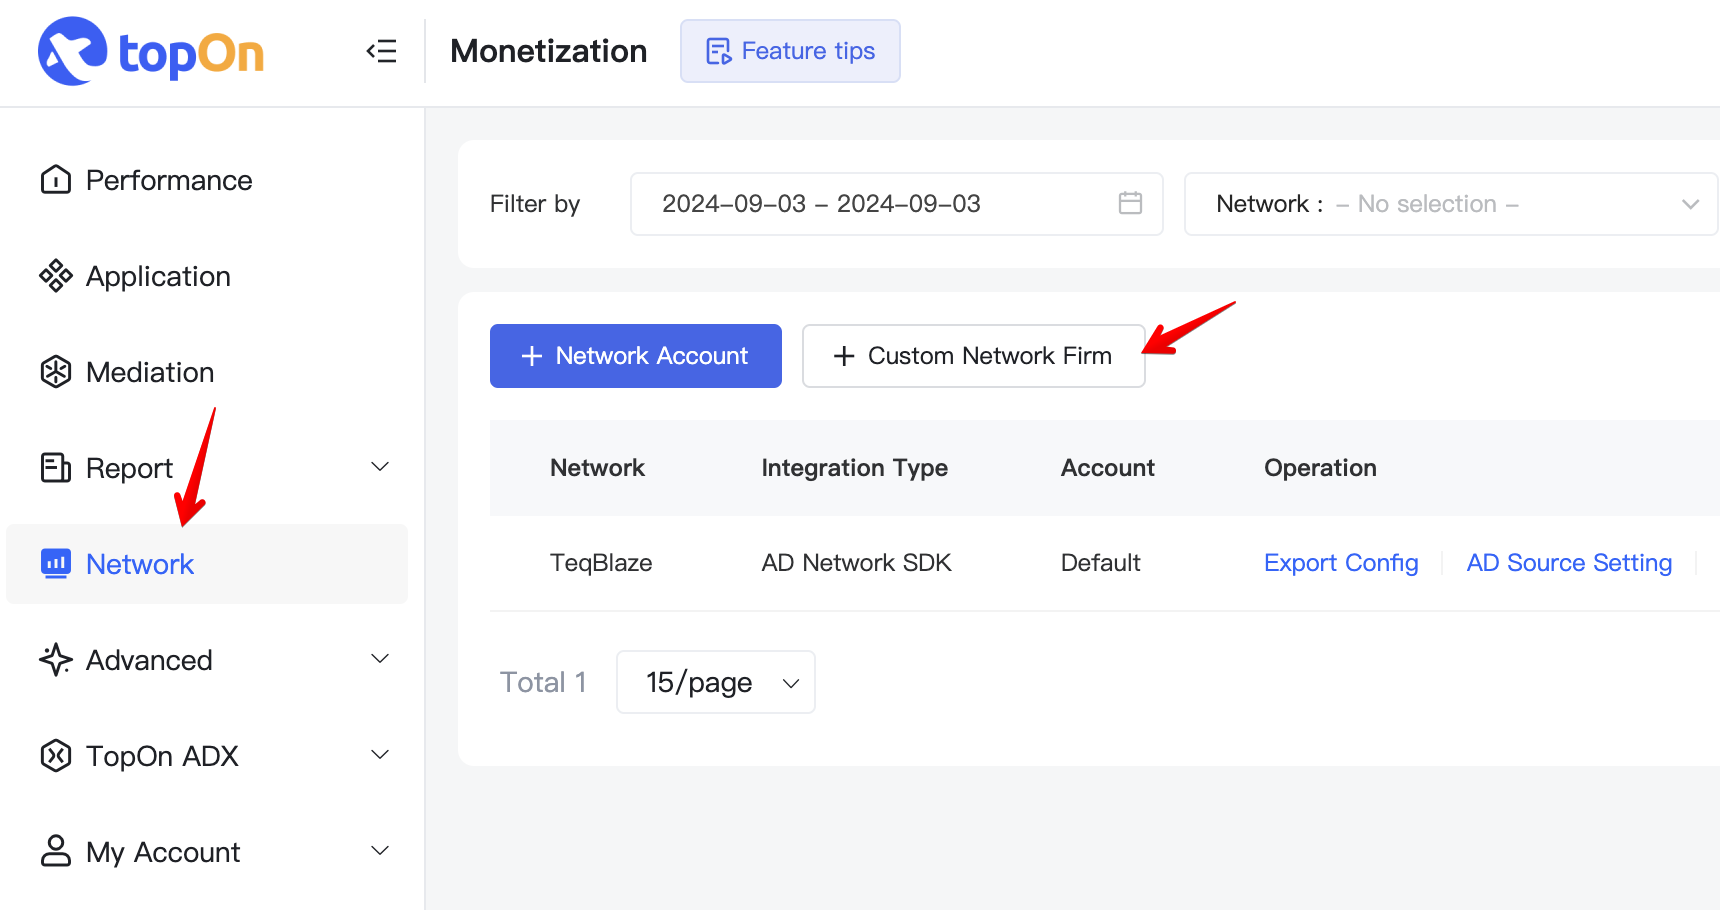 topOn
Monetization
Feature tips
Performance
Application
Mediation
Report
Network
Advanced
TopOn ADX
My Account
Filter by
2024-09-03 - 2024-09-03
Network : - No selection -
+ Network Account
+ Custom Network Firm
Network Integration Type Account Operation
TeqBlaze AD Network SDK Default Export Config AD Source Setting
Total 1 15/page